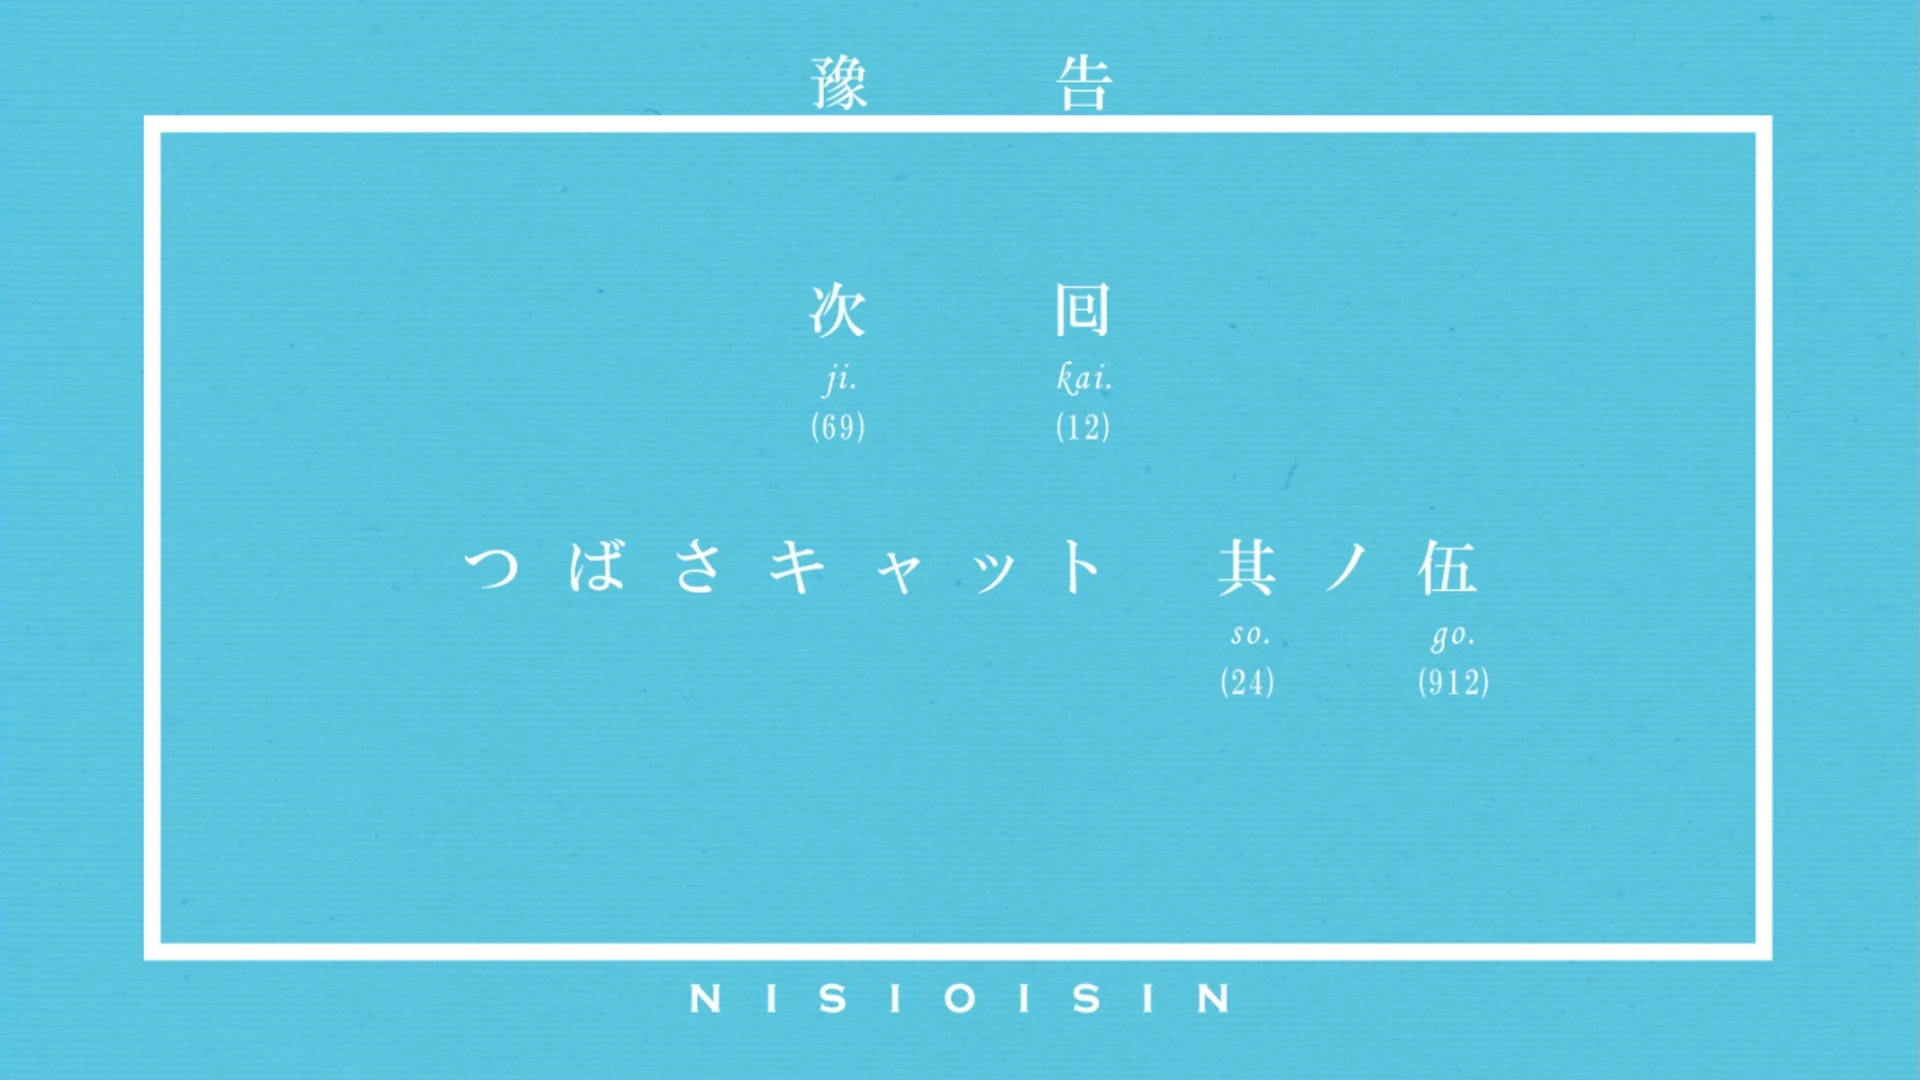 豫告
次回
ji. kai.
(69) (12)
つばさキャット 其ノ伍
so. go.
(24) (912)
NISIOISIN